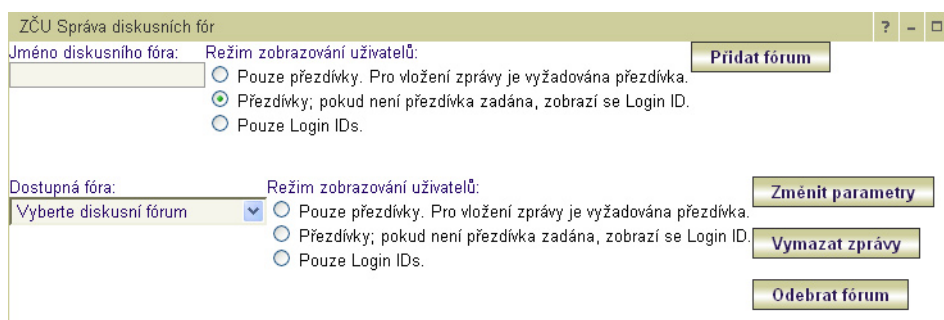 ZČU Správa diskusních fór ? – □
Jméno diskusního fóra: Režim zobrazování uživatelů: Přidat fórum
Pouze přezdívky. Pro vložení zprávy je vyžadována přezdívka.
Přezdívky; pokud není přezdívka zadána, zobrazí se Login ID.
Pouze Login IDs.
Dostupná fóra: Režim zobrazování uživatelů: Změnit parametry
Vyberte diskusní fórum Pouze přezdívky. Pro vložení zprávy je vyžadována přezdívka.
Přezdívky; pokud není přezdívka zadána, zobrazí se Login ID. Vymazat zprávy
Pouze Login IDs.
Odebrat fórum